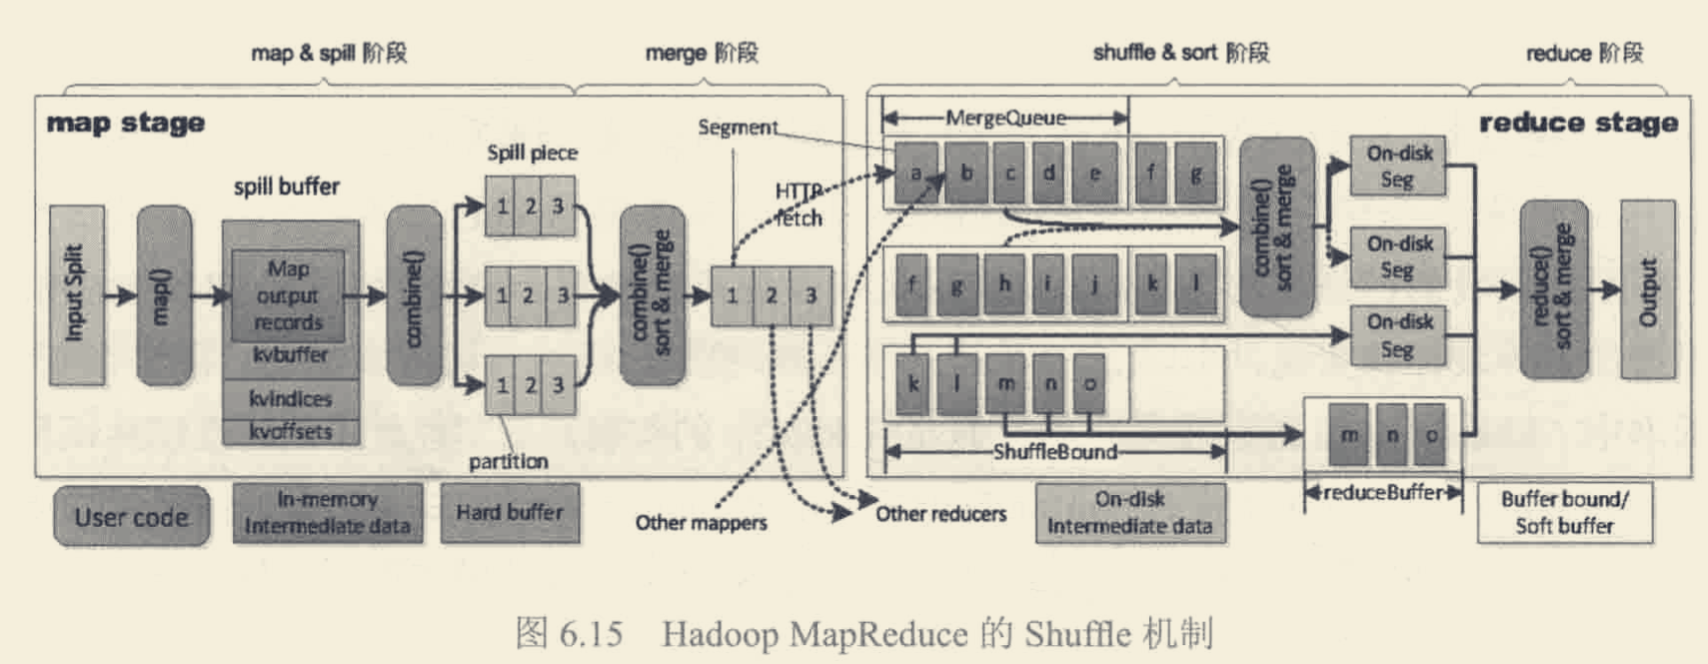 map & spill 阶段
merge 阶段
shuffle & sort 阶段
reduce 阶段
map stage
Input Split
map()
spill buffer
Map
output
records
kvbuffer
kvindices
kvoffsets
combine()
Spill piece
1 2 3
1 2 3
1 2 3
partition
combine()
sort & merge
Segment
HTTP
fetch
1 2 3
Other mappers
Other reducers
reduce stage
MergeQueue
a b c d e f g
f g h i j k l
k l m n o
ShuffleBound
combine()
sort & merge
On-disk
Seg
On-disk
Seg
On-disk
Seg
m n o
reduceBuffer
reduce()
sort & merge
Output
User code
In-memory
Intermediate data
Hard buffer
On-disk
Intermediate data
Buffer bound/
Soft buffer
图 6.15 Hadoop MapReduce 的 Shuffle 机制